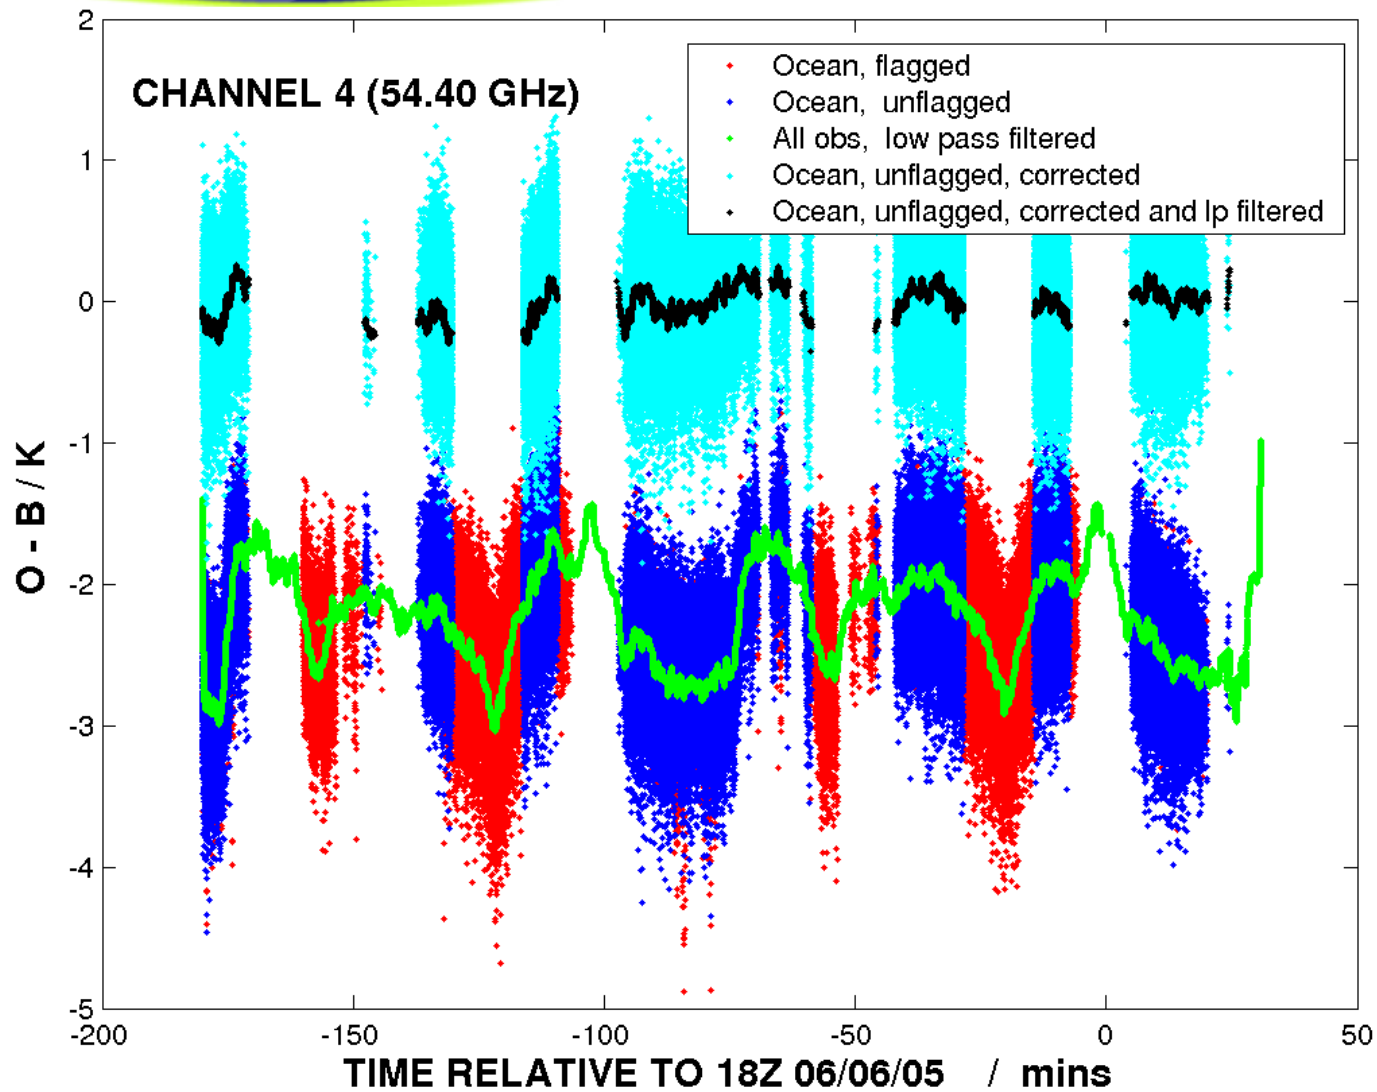 CHANNEL 4 (54.40 GHz)
Ocean, flagged
Ocean, unflagged
All obs, low pass filtered
Ocean, unflagged, corrected
Ocean, unflagged, corrected and lp filtered
2
1
0
-1
-2
-3
-4
-5
O - B / K
-200 -150 -100 -50 0 50
TIME RELATIVE TO 18Z 06/06/05 / mins